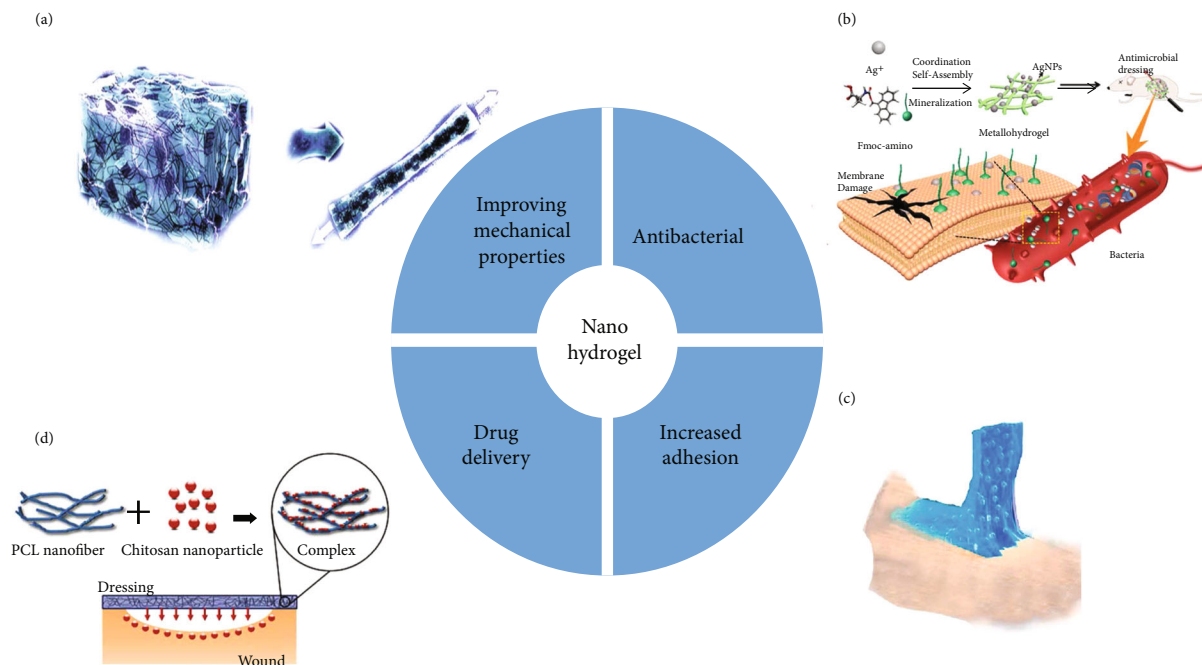 (a)
(b)
Ag⁺
Coordination
Self-Assembly
Mineralization
AgNPs
Antimicrobial
dressing
Metallohydrogel
Fmoc-amino
Membrane
Damage
Bacteria
Improving
mechanical
properties
Antibacterial
Nano
hydrogel
Drug
delivery
Increased
adhesion
(c)
(d)
PCL nanofiber
Chitosan nanoparticle
Complex
Dressing
Wound